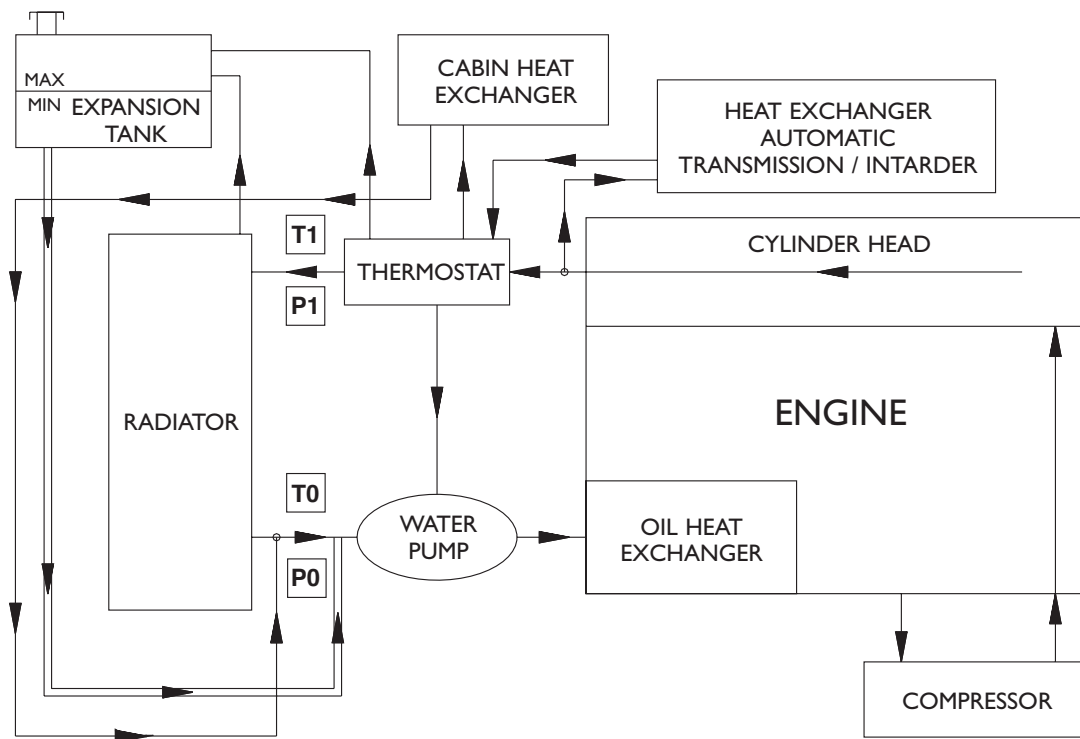 MAX
MIN EXPANSION
TANK
CABIN HEAT
EXCHANGER
HEAT EXCHANGER
AUTOMATIC
TRANSMISSION / INTARDER
T1
THERMOSTAT
P1
CYLINDER HEAD
RADIATOR
ENGINE
T0
P0
WATER
PUMP
OIL HEAT
EXCHANGER
COMPRESSOR